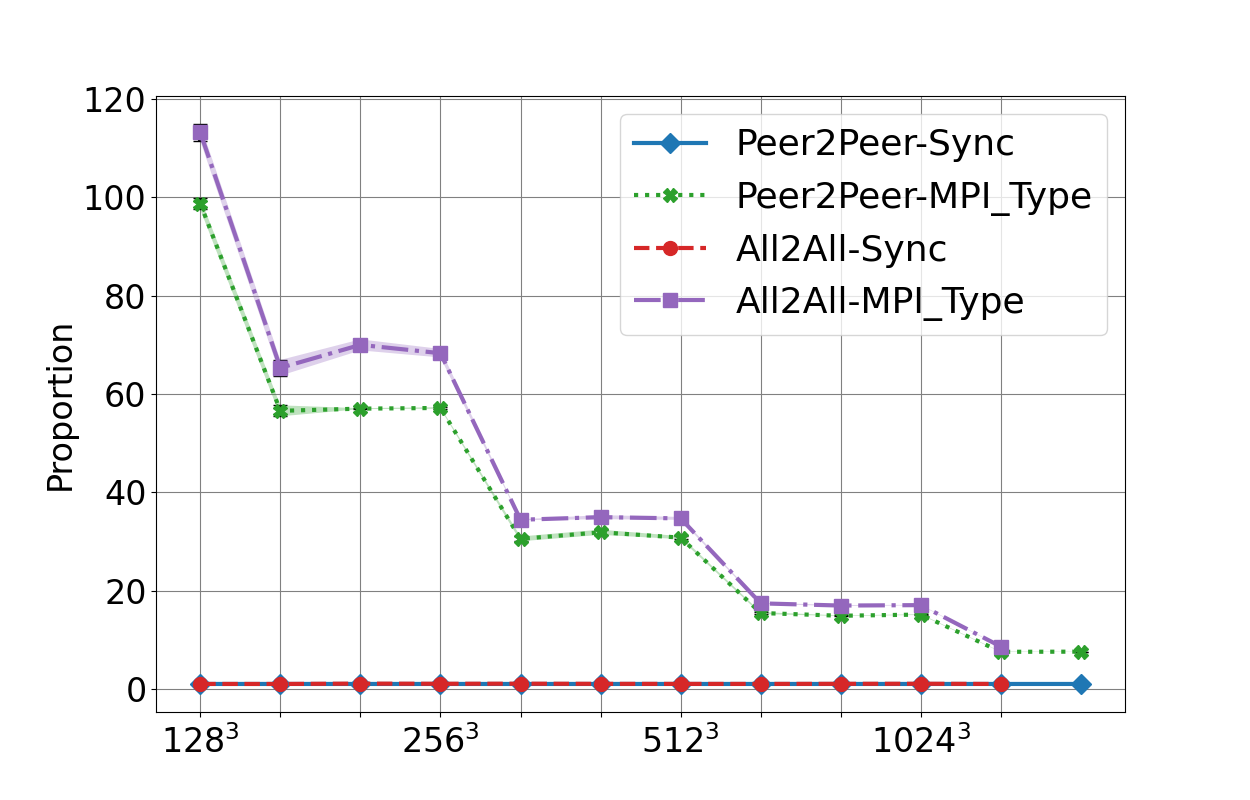 120
100
80
60
40
20
0
Proportion
Peer2Peer-Sync
Peer2Peer-MPI_Type
All2All-Sync
All2All-MPI_Type
128³ 256³ 512³ 1024³